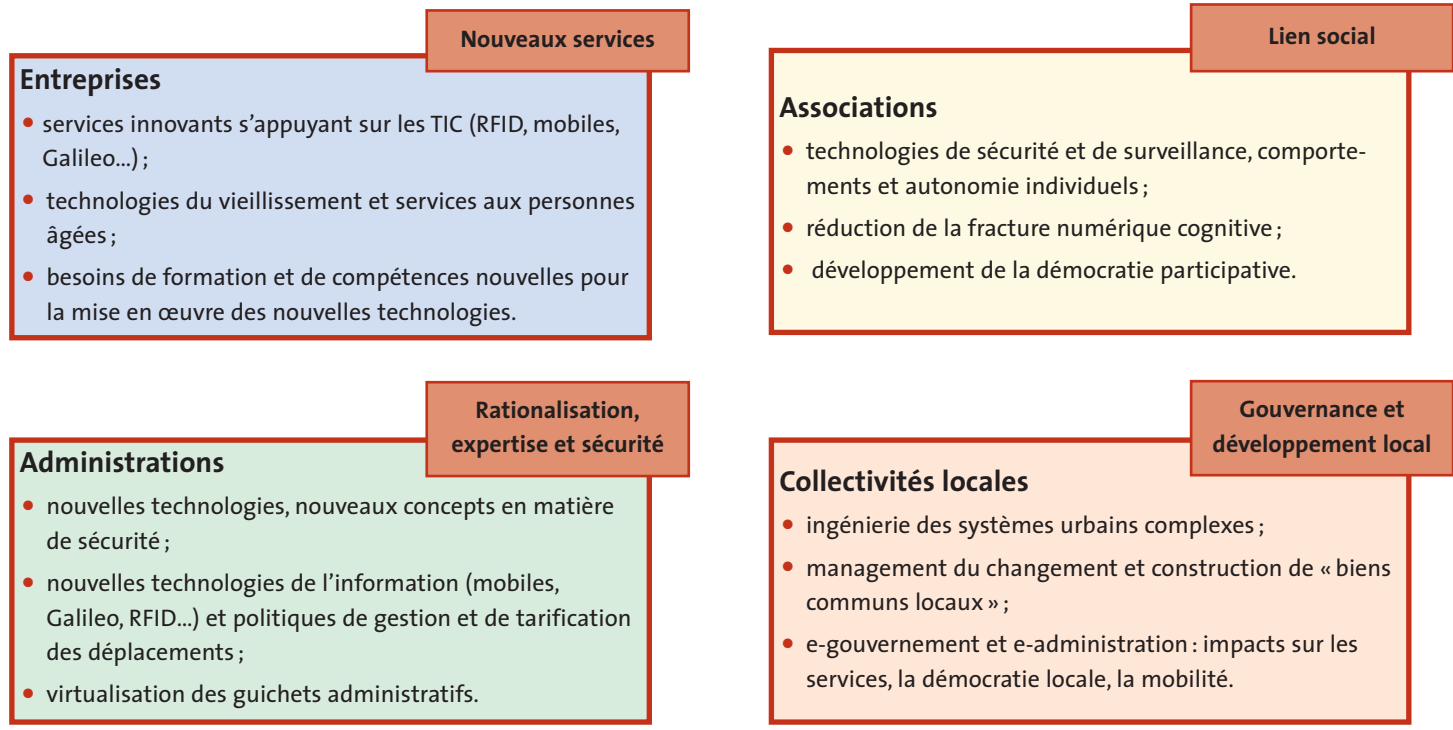 Nouveaux services
Entreprises
• services innovants s'appuyant sur les TIC (RFID, mobiles,
Galileo...) ;
• technologies du vieillissement et services aux personnes
âgées ;
• besoins de formation et de compétences nouvelles pour
la mise en œuvre des nouvelles technologies.
Lien social
Associations
• technologies de sécurité et de surveillance, comporte-
ments et autonomie individuels ;
• réduction de la fracture numérique cognitive ;
• développement de la démocratie participative.
Rationalisation,
expertise et sécurité
Administrations
• nouvelles technologies, nouveaux concepts en matière
de sécurité ;
• nouvelles technologies de l'information (mobiles,
Galileo, RFID...) et politiques de gestion et de tarification
des déplacements ;
• virtualisation des guichets administratifs.
Gouvernance et
développement local
Collectivités locales
• ingénierie des systèmes urbains complexes ;
• management du changement et construction de « biens
communs locaux » ;
• e-gouvernement et e-administration : impacts sur les
services, la démocratie locale, la mobilité.